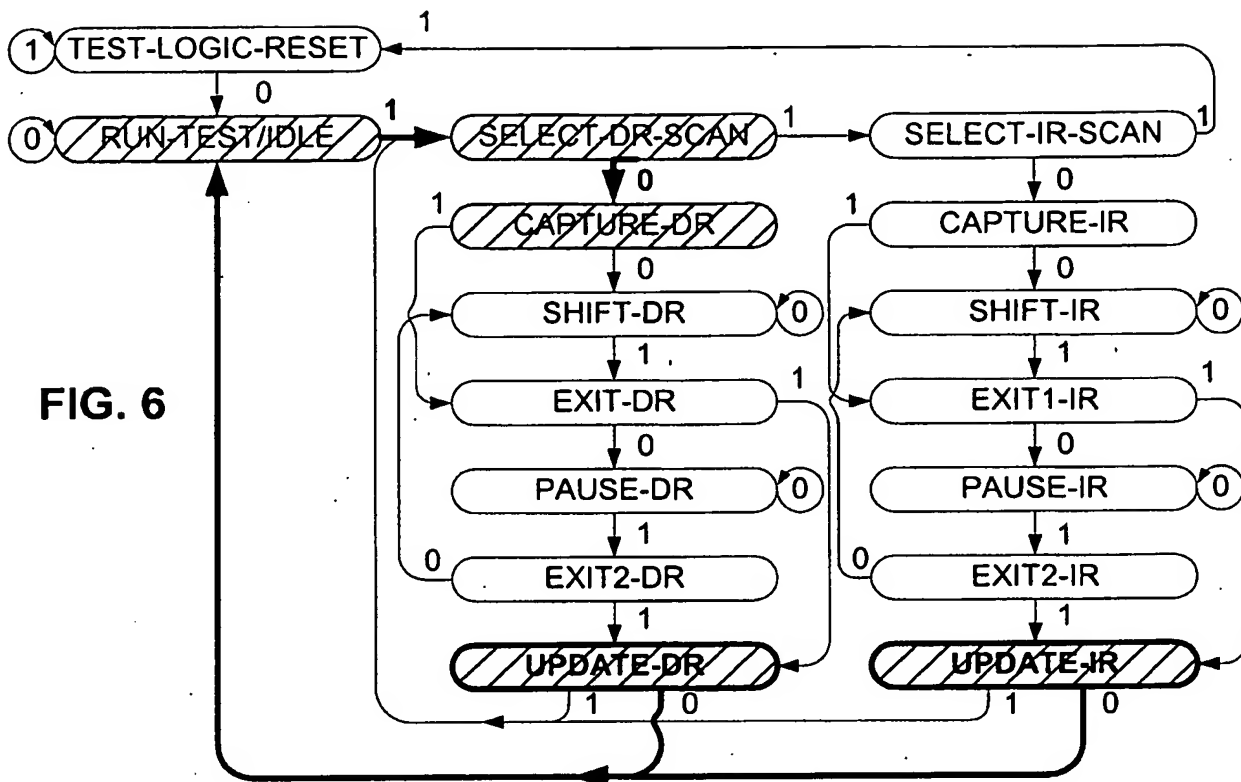 1
1 TEST-LOGIC-RESET
0
1
0 RUN-TEST/IDLE SELECT-DR-SCAN 1 SELECT-IR-SCAN 1
0 0
1 CAPTURE-DR 1 CAPTURE-IR
0 0
SHIFT-DR 0 SHIFT-IR 0
1 1
FIG. 6 EXIT-DR 1 EXIT1-IR 1
0 0
PAUSE-DR 0 PAUSE-IR 0
1 1
0 EXIT2-DR 0 EXIT2-IR
1 1
UPDATE-DR UPDATE-IR
1 0 1 0